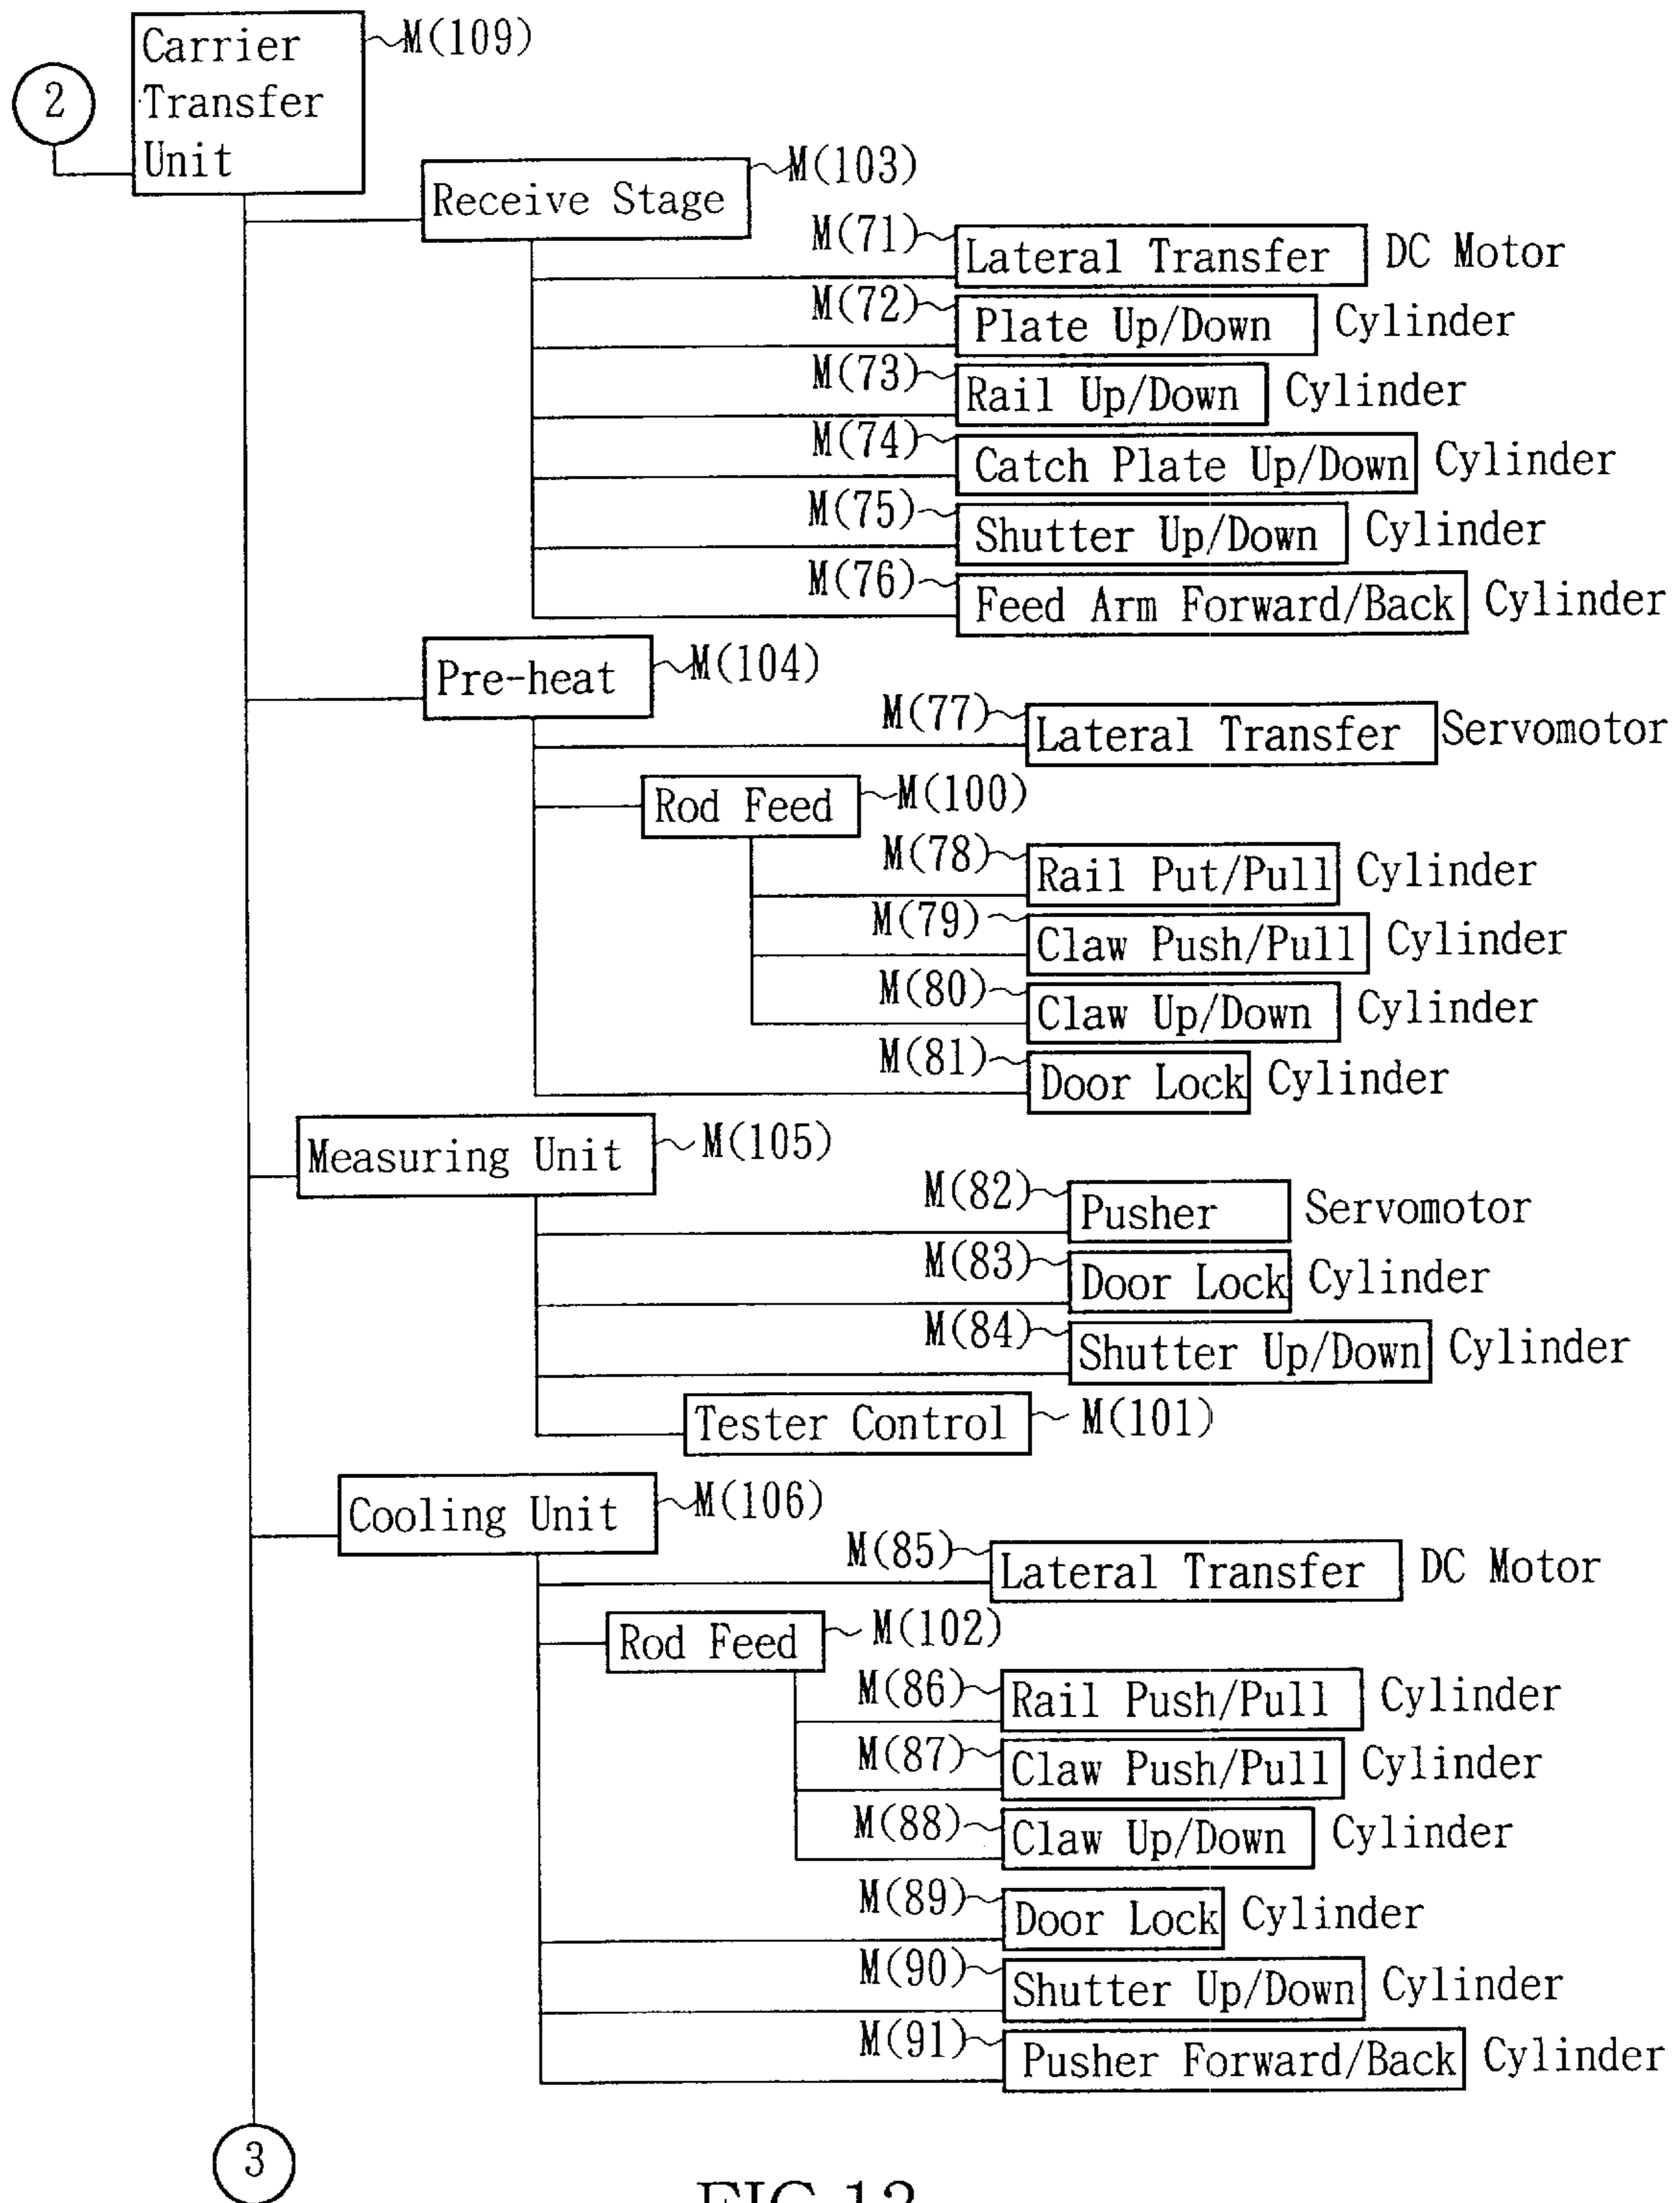 Carrier
Transfer
Unit
M(109)
2
Receive Stage
M(103)
M(71) Lateral Transfer DC Motor
M(72) Plate Up/Down Cylinder
M(73) Rail Up/Down Cylinder
M(74) Catch Plate Up/Down Cylinder
M(75) Shutter Up/Down Cylinder
M(76) Feed Arm Forward/Back Cylinder
Pre-heat M(104)
M(77) Lateral Transfer Servomotor
Rod Feed M(100)
M(78) Rail Put/Pull Cylinder
M(79) Claw Push/Pull Cylinder
M(80) Claw Up/Down Cylinder
M(81) Door Lock Cylinder
Measuring Unit M(105)
M(82) Pusher Servomotor
M(83) Door Lock Cylinder
M(84) Shutter Up/Down Cylinder
Tester Control M(101)
Cooling Unit M(106)
M(85) Lateral Transfer DC Motor
Rod Feed M(102)
M(86) Rail Push/Pull Cylinder
M(87) Claw Push/Pull Cylinder
M(88) Claw Up/Down Cylinder
M(89) Door Lock Cylinder
M(90) Shutter Up/Down Cylinder
M(91) Pusher Forward/Back Cylinder
3